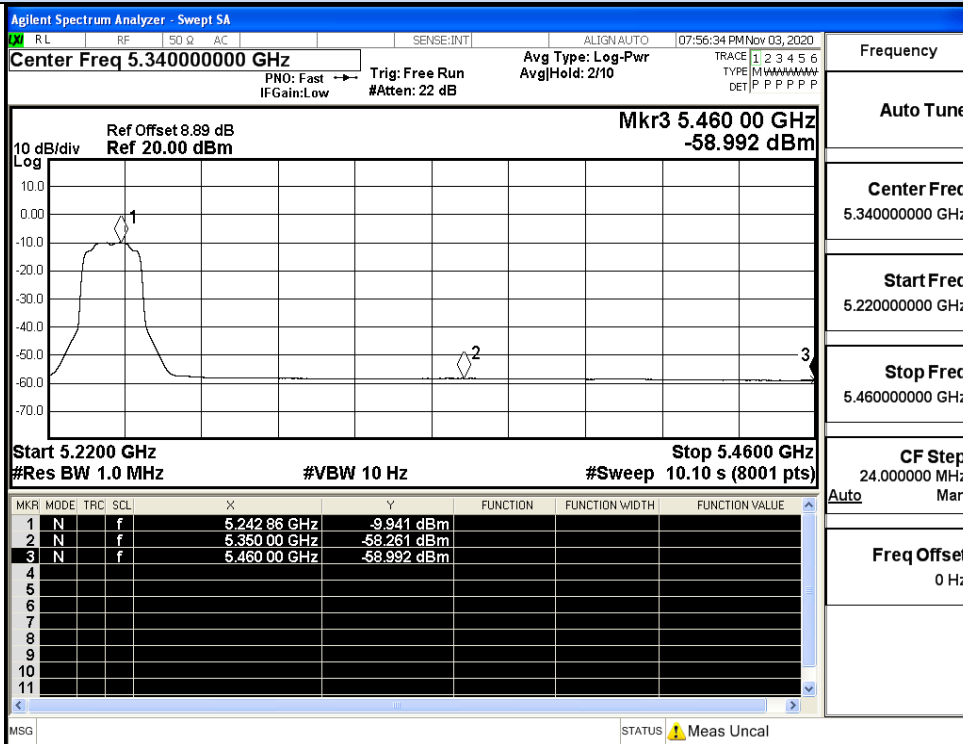 Agilent Spectrum Analyzer - Swept SA
LXI RL RF 50 Ω AC SENSE:INT ALIGN AUTO 07:56:34 PM Nov 03, 2020
Center Freq 5.340000000 GHz
PNO: Fast
IFGain:Low
Trig: Free Run
#Atten: 22 dB
Avg Type: Log-Pwr
Avg|Hold: 2/10
TRACE 1 2 3 4 5 6
TYPE M WWWWW
DET P P P P P P
Mkr3 5.460 00 GHz
-58.992 dBm
Ref Offset 8.89 dB
10 dB/div Ref 20.00 dBm
Log
10.0
0.00
-10.0
-20.0
-30.0
-40.0
-50.0
-60.0
-70.0
1
2
3
Start 5.2200 GHz Stop 5.4600 GHz
#Res BW 1.0 MHz #VBW 10 Hz #Sweep 10.10 s (8001 pts)
MKR MODE TRC SCL X Y FUNCTION FUNCTION WIDTH FUNCTION VALUE
1 N f 5.242 86 GHz -9.941 dBm
2 N f 5.350 00 GHz -58.261 dBm
3 N f 5.460 00 GHz -58.992 dBm
4
5
6
7
8
9
10
11
MSG STATUS Meas Uncal
Frequency
Auto Tune
Center Freq
5.340000000 GHz
Start Freq
5.220000000 GHz
Stop Freq
5.460000000 GHz
CF Step
24.000000 MHz
Auto Man
Freq Offset
0 Hz